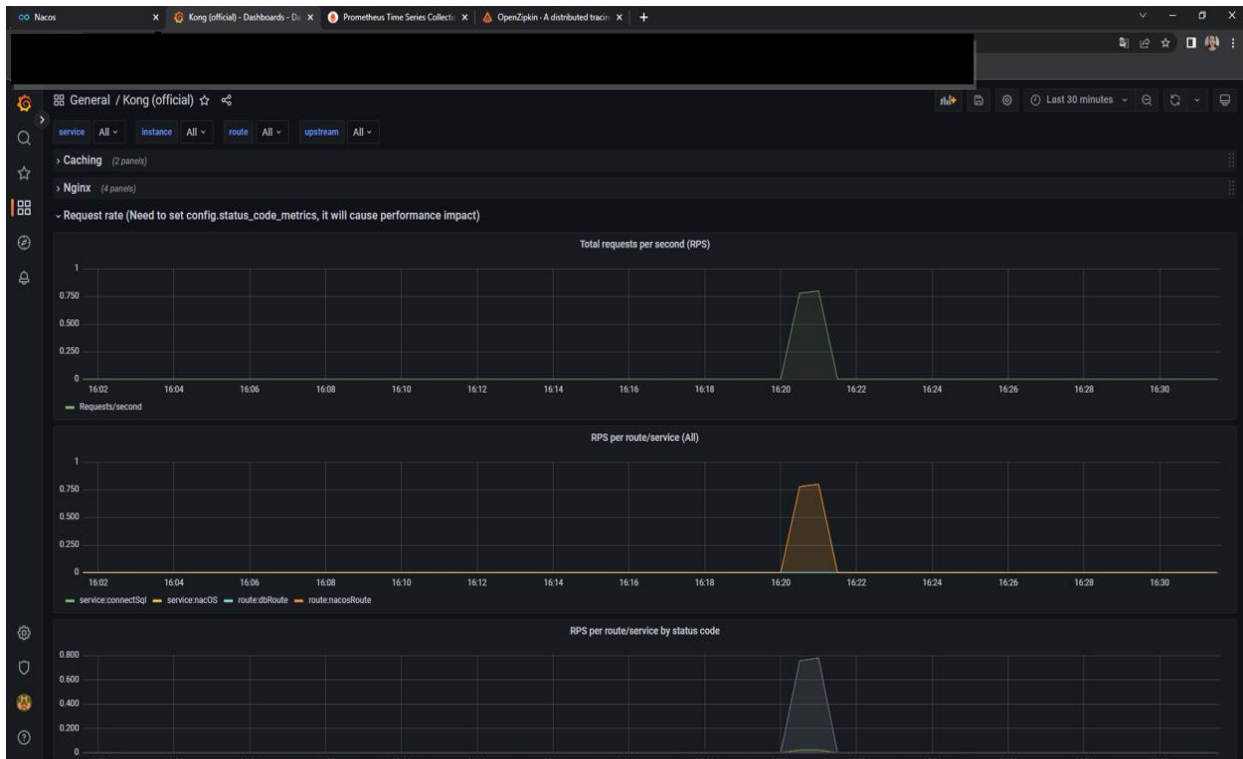 Nacos
Kong (official) - Dashboards - Da
Prometheus Time Series Collecti
OpenZipkin · A distributed tracin
General / Kong (official)
Last 30 minutes
service All instance All route All upstream All
Caching (2 panels)
Nginx (4 panels)
Request rate (Need to set config.status_code_metrics, it will cause performance impact)
Total requests per second (RPS)
1
0.750
0.500
0.250
0
16:02 16:04 16:06 16:08 16:10 16:12 16:14 16:16 16:18 16:20 16:22 16:24 16:26 16:28 16:30
Requests/second
RPS per route/service (All)
1
0.750
0.500
0.250
0
16:02 16:04 16:06 16:08 16:10 16:12 16:14 16:16 16:18 16:20 16:22 16:24 16:26 16:28 16:30
service:connectSql service:nacOS route:dbRoute route:nacosRoute
RPS per route/service by status code
0.800
0.600
0.400
0.200
0